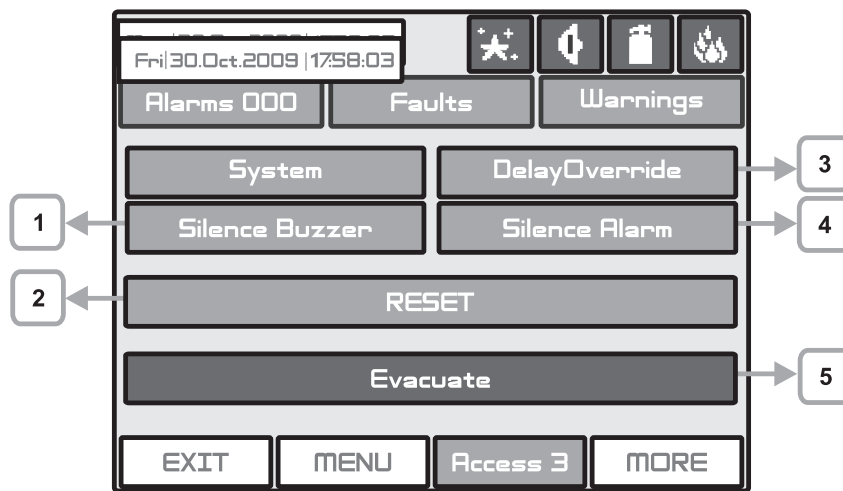 Fri|30.Oct.2009 |17:58:03
Alarms 000 Faults Warnings
System DelayOverride 3
1 Silence Buzzer Silence Alarm 4
2 RESET
Evacuate 5
EXIT MENU Access 3 MORE